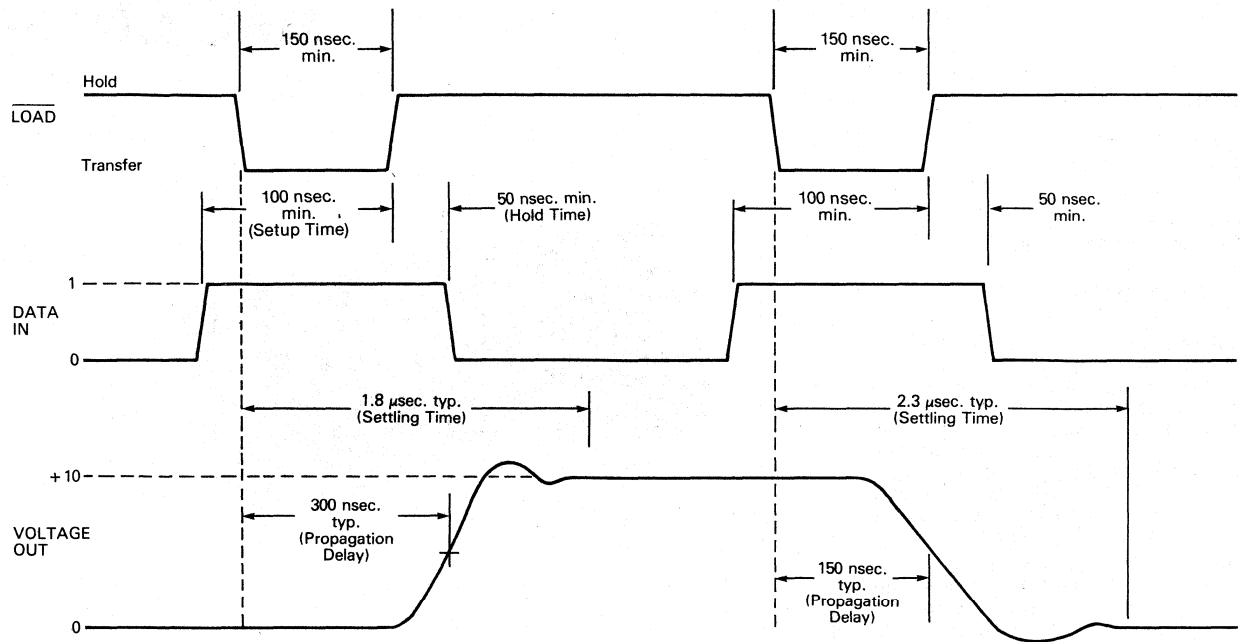 150 nsec.
min.
150 nsec.
min.
Hold
LOAD
Transfer
100 nsec.
min.
(Setup Time)
50 nsec. min.
(Hold Time)
100 nsec.
min.
50 nsec.
min.
1
DATA
IN
0
1.8 μsec. typ.
(Settling Time)
2.3 μsec. typ.
(Settling Time)
+10
300 nsec.
typ.
(Propagation
Delay)
VOLTAGE
OUT
150 nsec.
typ.
(Propagation
Delay)
0